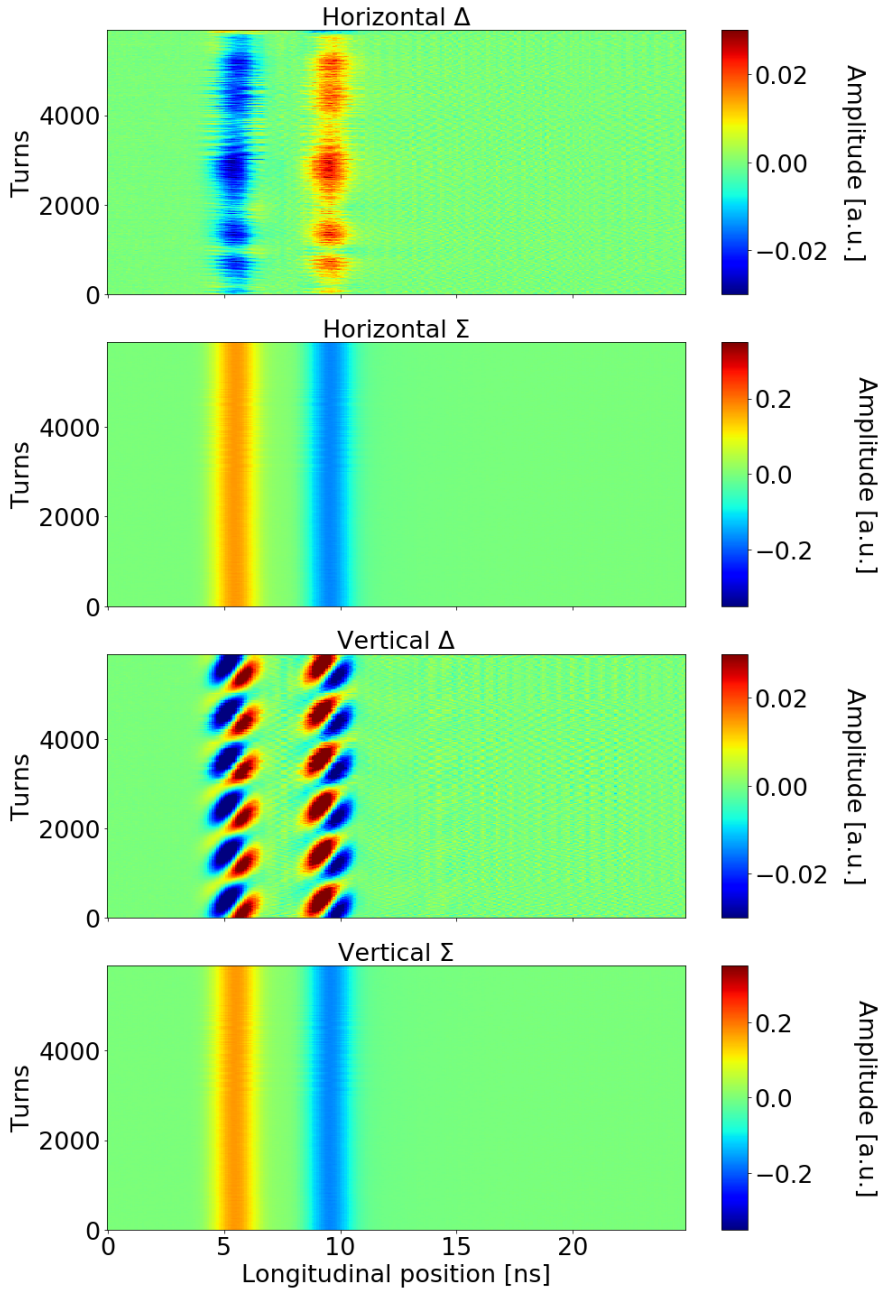 Horizontal Δ
Turns
4000
2000
0
0.02
0.00
−0.02
Amplitude [a.u.]
Horizontal Σ
Turns
4000
2000
0
0.2
0.0
−0.2
Amplitude [a.u.]
Vertical Δ
Turns
4000
2000
0
0.02
0.00
−0.02
Amplitude [a.u.]
Vertical Σ
Turns
4000
2000
0
0.2
0.0
−0.2
Amplitude [a.u.]
0 5 10 15 20
Longitudinal position [ns]